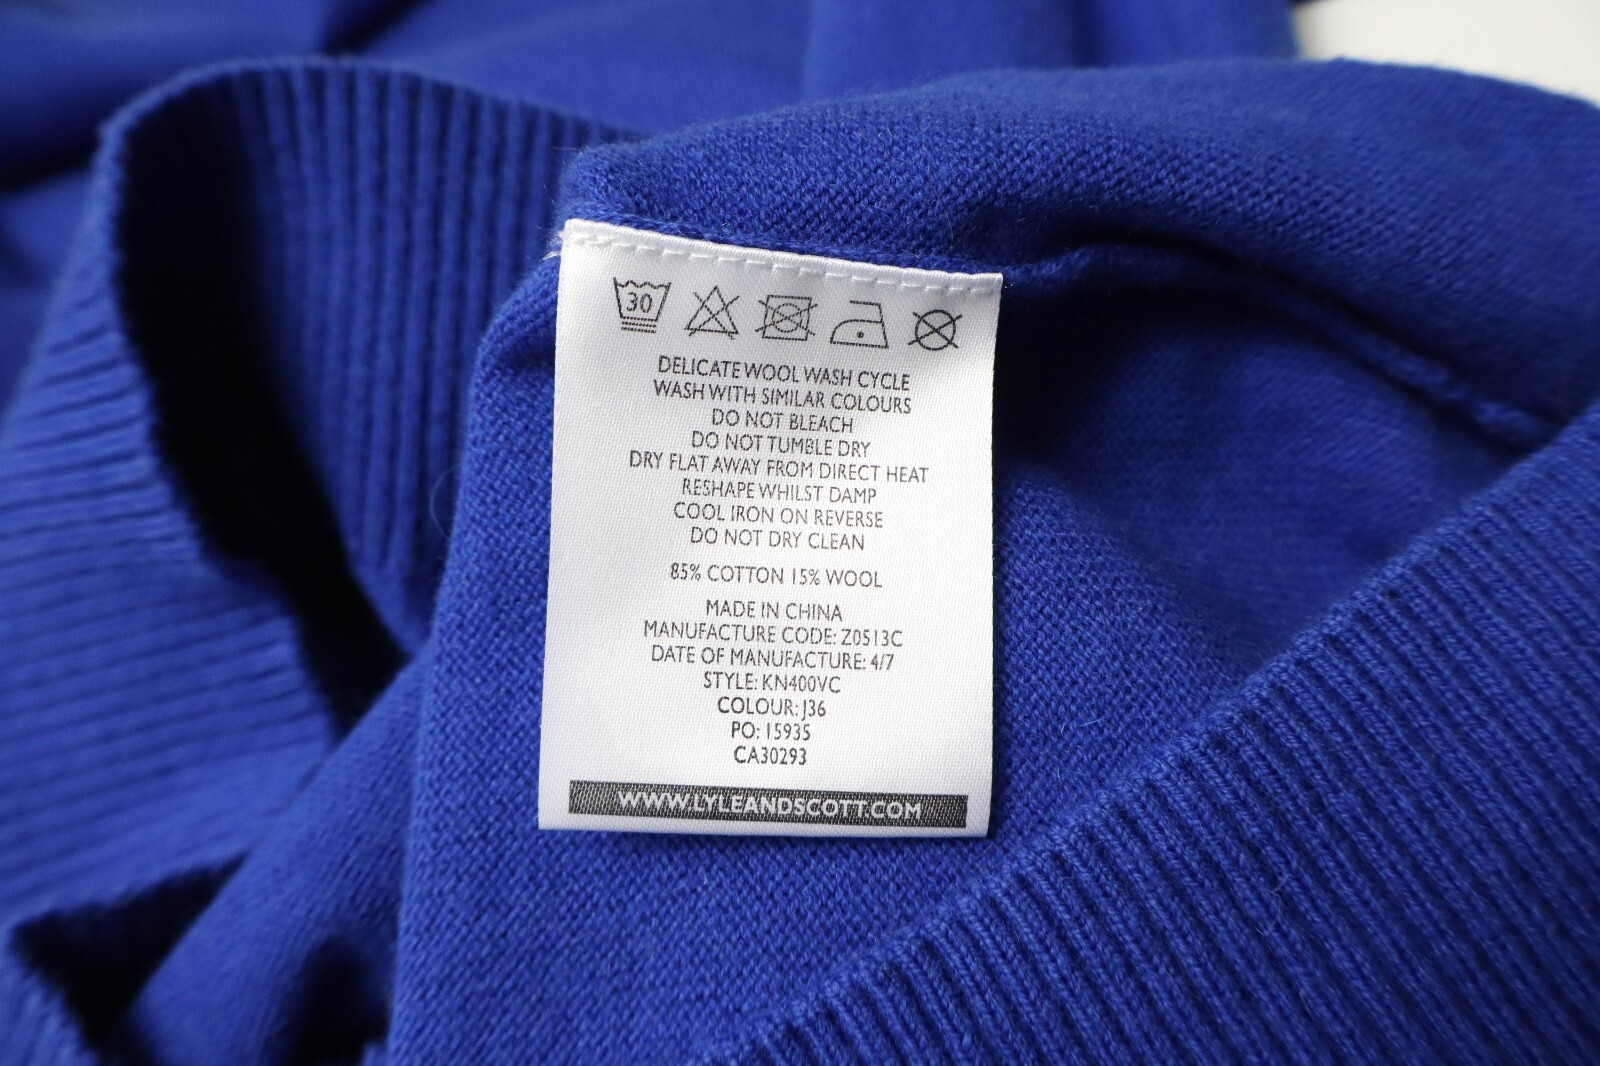 30
DELICATE WOOL WASH CYCLE
WASH WITH SIMILAR COLOURS
DO NOT BLEACH
DO NOT TUMBLE DRY
DRY FLAT AWAY FROM DIRECT HEAT
RESHAPE WHILST DAMP
COOL IRON ON REVERSE
DO NOT DRY CLEAN
85% COTTON 15% WOOL
MADE IN CHINA
MANUFACTURE CODE: Z0513C
DATE OF MANUFACTURE: 4/7
STYLE: KN400VC
COLOUR: J36
PO: 15935
CA30293
WWW.LYLEANDSCOTT.COM